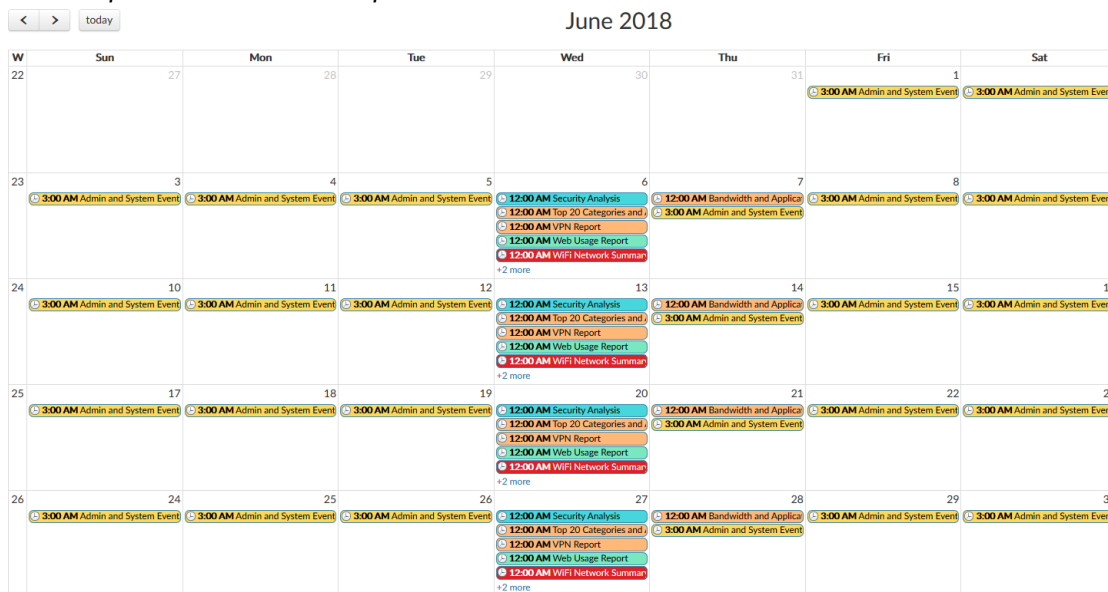 today
June 2018
W Sun Mon Tue Wed Thu Fri Sat
22 27 28 29 30 31 1
3:00 AM Admin and System Event 3:00 AM Admin and System Ever
23 3 4 5 6 7 8
3:00 AM Admin and System Event 3:00 AM Admin and System Event 3:00 AM Admin and System Event 12:00 AM Security Analysis 12:00 AM Bandwidth and Applica 3:00 AM Admin and System Event 3:00 AM Admin and System Ever
12:00 AM Top 20 Categories and 3:00 AM Admin and System Event
12:00 AM VPN Report
12:00 AM Web Usage Report
12:00 AM WiFi Network Summar
+2 more
24 10 11 12 13 14 15 1
3:00 AM Admin and System Event 3:00 AM Admin and System Event 3:00 AM Admin and System Event 12:00 AM Security Analysis 12:00 AM Bandwidth and Applica 3:00 AM Admin and System Event 3:00 AM Admin and System Ever
12:00 AM Top 20 Categories and 3:00 AM Admin and System Event
12:00 AM VPN Report
12:00 AM Web Usage Report
12:00 AM WiFi Network Summar
+2 more
25 17 18 19 20 21 22 2
3:00 AM Admin and System Event 3:00 AM Admin and System Event 3:00 AM Admin and System Event 12:00 AM Security Analysis 12:00 AM Bandwidth and Applica 3:00 AM Admin and System Event 3:00 AM Admin and System Ever
12:00 AM Top 20 Categories and 3:00 AM Admin and System Event
12:00 AM VPN Report
12:00 AM Web Usage Report
12:00 AM WiFi Network Summar
+2 more
26 24 25 26 27 28 29 3
3:00 AM Admin and System Event 3:00 AM Admin and System Event 3:00 AM Admin and System Event 12:00 AM Security Analysis 12:00 AM Bandwidth and Applica 3:00 AM Admin and System Event 3:00 AM Admin and System Ever
12:00 AM Top 20 Categories and 3:00 AM Admin and System Event
12:00 AM VPN Report
12:00 AM Web Usage Report
12:00 AM WiFi Network Summar
+2 more